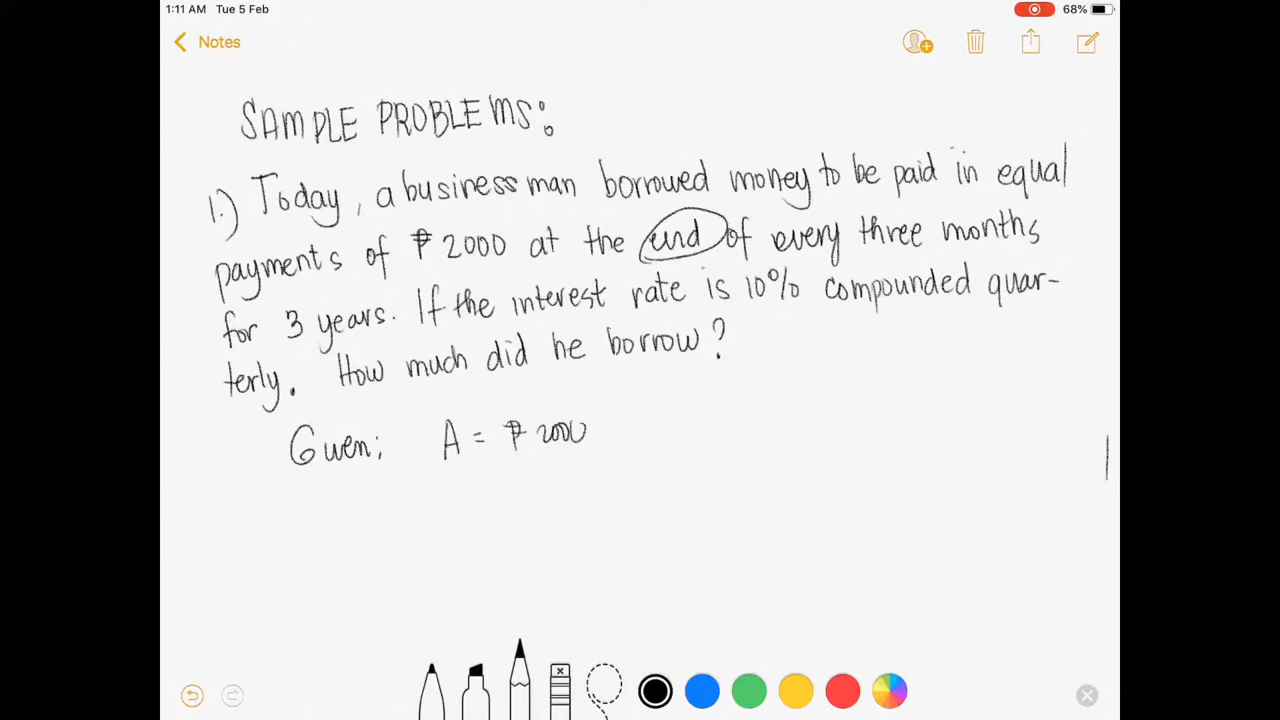 1:11 AM Tue 5 Feb
68%
Notes
SAMPLE PROBLEMS:
1.) Today, a businessman borrowed money to be paid in equal
payments of ₱ 2000 at the end of every three months
for 3 years. If the interest rate is 10% compounded quar-
terly. How much did he borrow?
Given: A = ₱ 2000